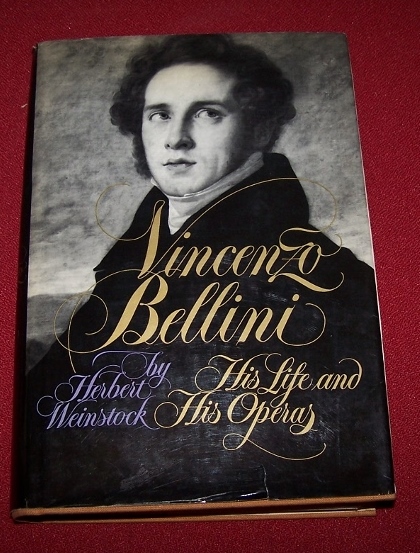 Vincenzo
Bellini
by
Herbert
Weinstock
His Life and
His Operas